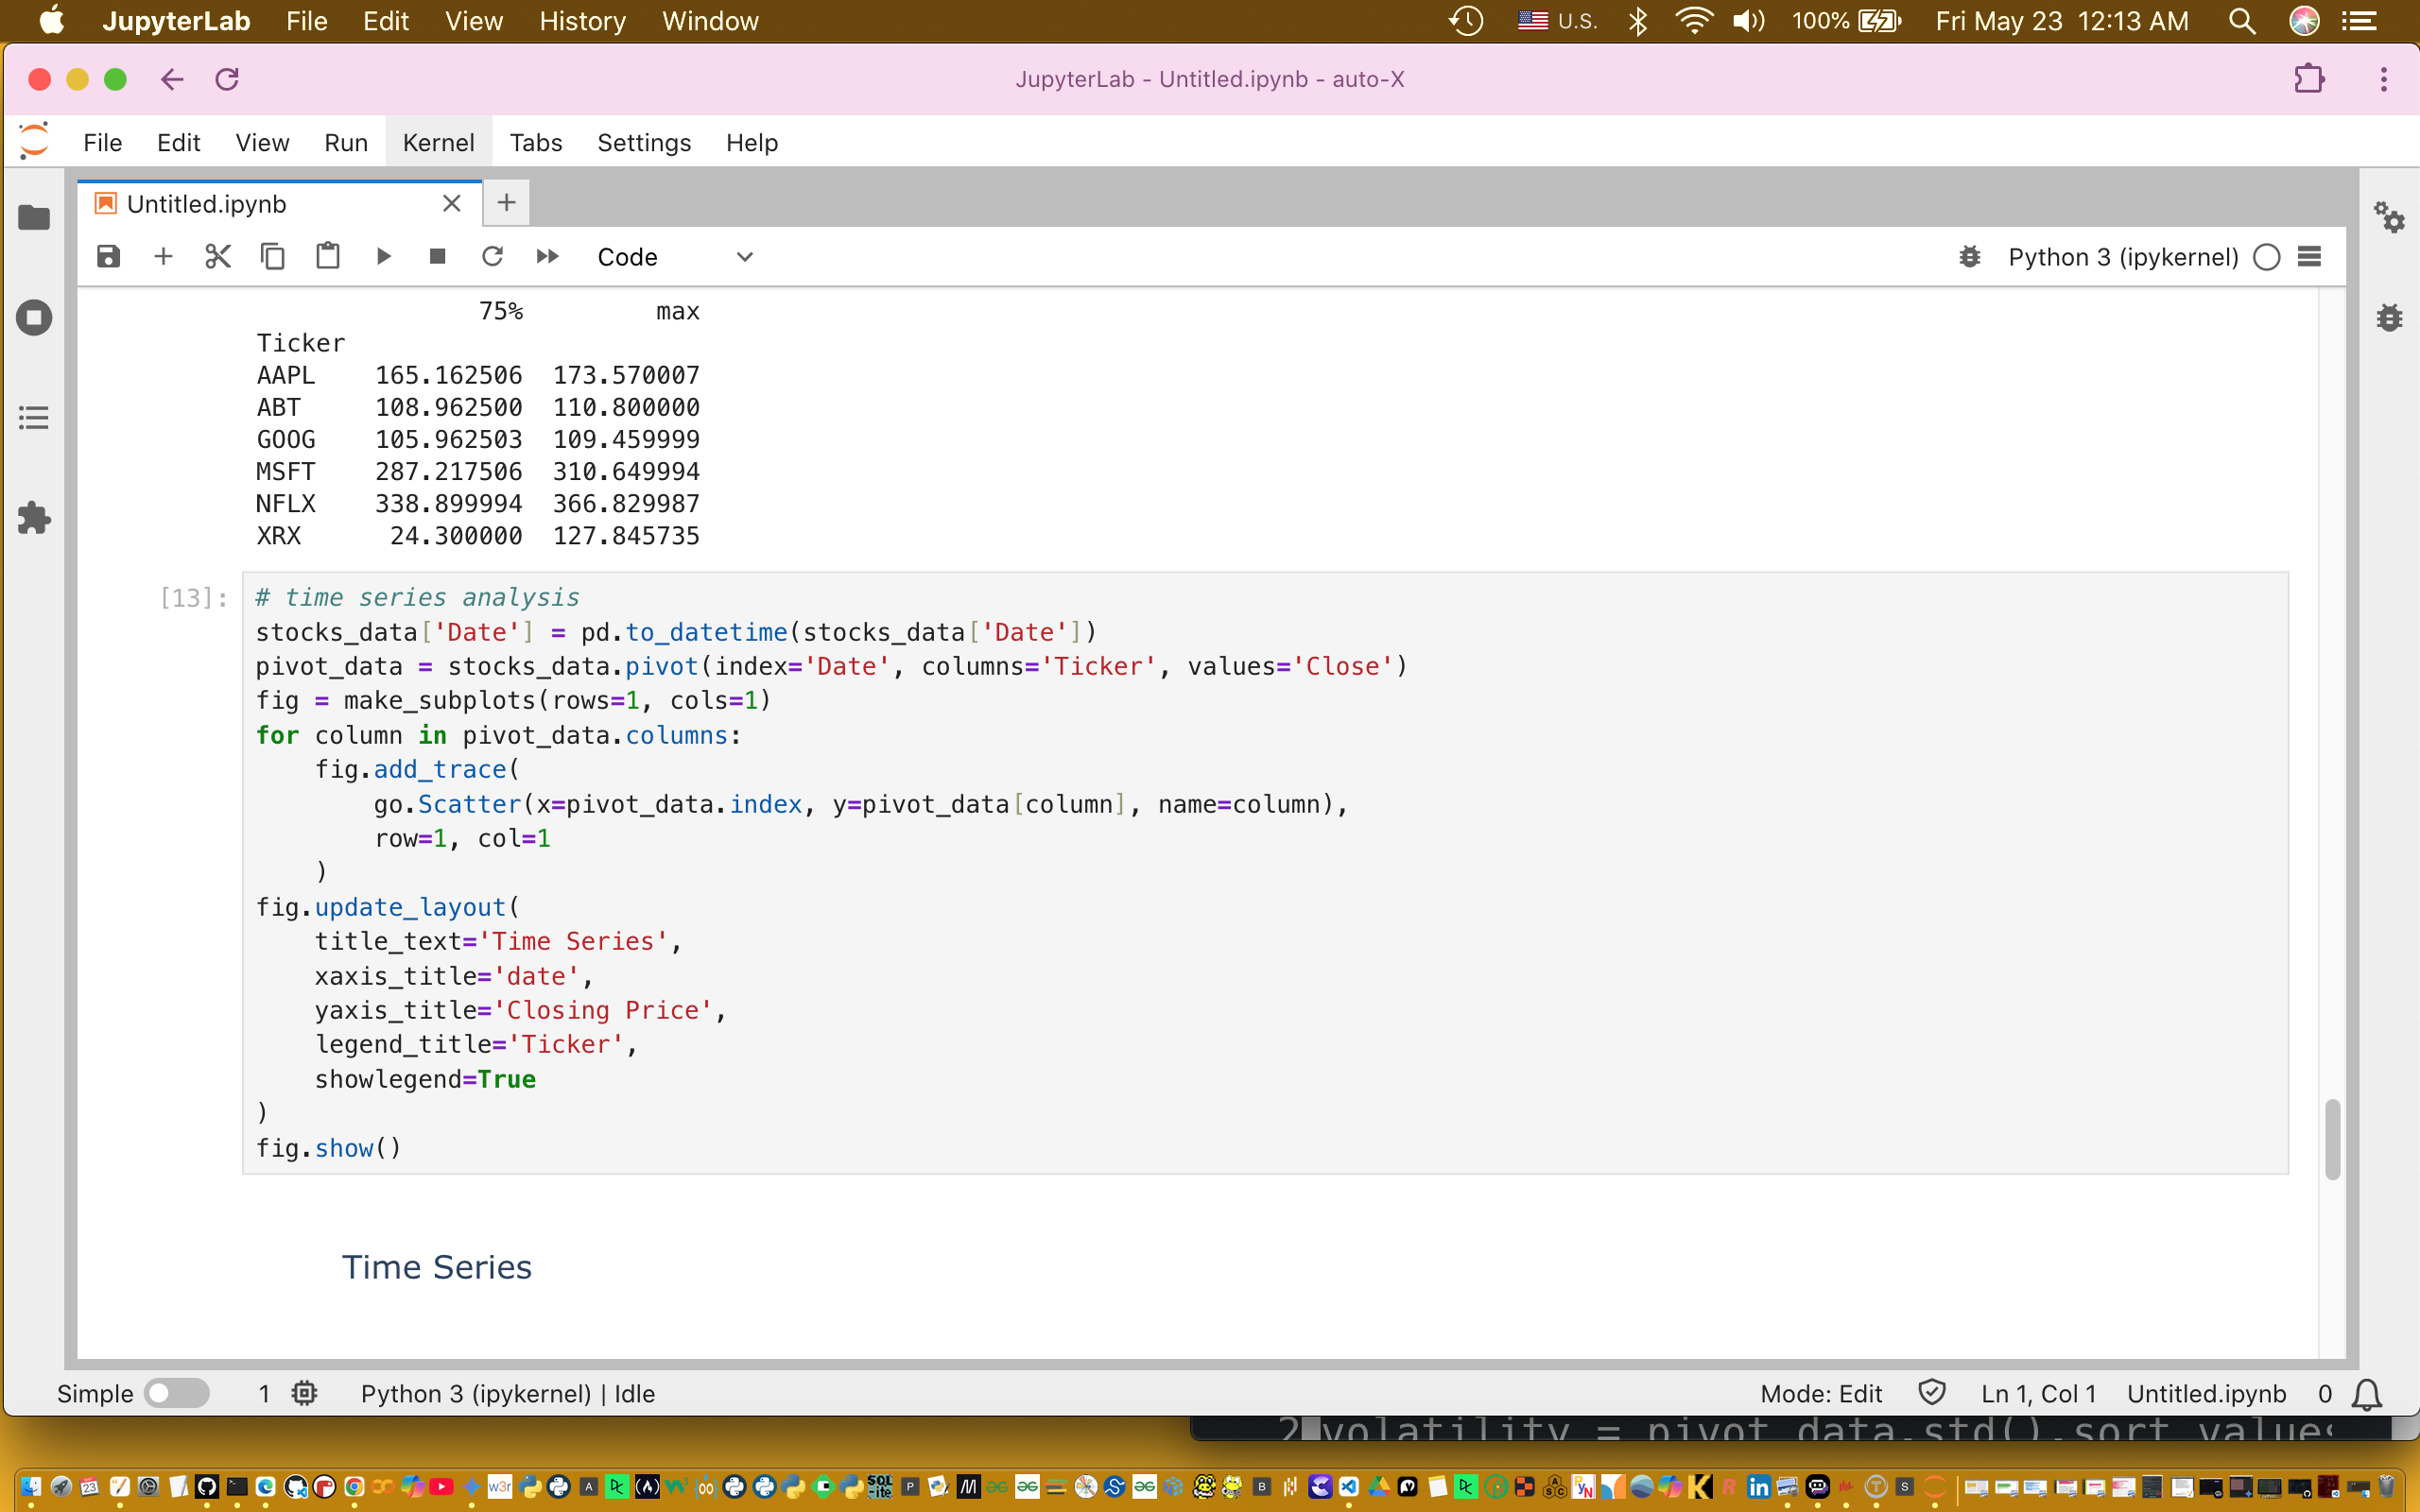 JupyterLab File Edit View History Window U.S. 100% Fri May 23 12:13 AM
JupyterLab - Untitled.ipynb - auto-X
File Edit View Run Kernel Tabs Settings Help
Untitled.ipynb
Code Python 3 (ipykernel)
75% max
Ticker
AAPL 165.162506 173.570007
ABT 108.962500 110.800000
GOOG 105.962503 109.459999
MSFT 287.217506 310.649994
NFLX 338.899994 366.829987
XRX 24.300000 127.845735
[13]: # time series analysis
stocks_data['Date'] = pd.to_datetime(stocks_data['Date'])
pivot_data = stocks_data.pivot(index='Date', columns='Ticker', values='Close')
fig = make_subplots(rows=1, cols=1)
for column in pivot_data.columns:
    fig.add_trace(
        go.Scatter(x=pivot_data.index, y=pivot_data[column], name=column),
        row=1, col=1
    )
fig.update_layout(
    title_text='Time Series',
    xaxis_title='date',
    yaxis_title='Closing Price',
    legend_title='Ticker',
    showlegend=True
)
fig.show()
Time Series
Simple 1 Python 3 (ipykernel) | Idle Mode: Edit Ln 1, Col 1 Untitled.ipynb 0
2 volatility = pivot_data.std().sort_values